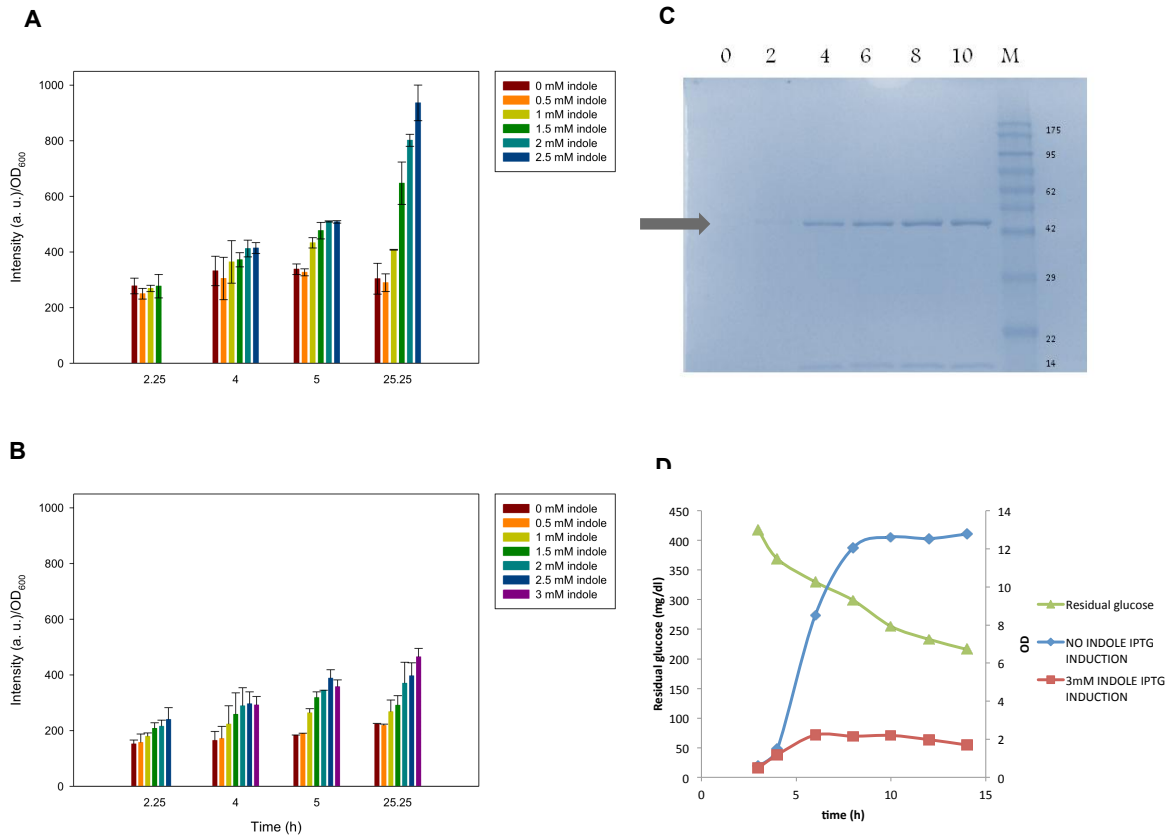 A
1000
800
600
400
200
0
Intensity (a. u.)/OD600
2.25 4 5 25.25
0 mM indole
0.5 mM indole
1 mM indole
1.5 mM indole
2 mM indole
2.5 mM indole
B
1000
800
600
400
200
0
Intensity (a. u.)/OD600
2.25 4 5 25.25
Time (h)
0 mM indole
0.5 mM indole
1 mM indole
1.5 mM indole
2 mM indole
2.5 mM indole
3 mM indole
C
0 2 4 6 8 10 M
175
95
62
42
29
22
14
D
450
400
350
300
250
200
150
100
50
0
Residual glucose (mg/dl)
0 5 10 15
time (h)
14
12
10
8
6
4
2
0
OD
Residual glucose
NO INDOLE IPTG
INDUCTION
3mM INDOLE IPTG
INDUCTION